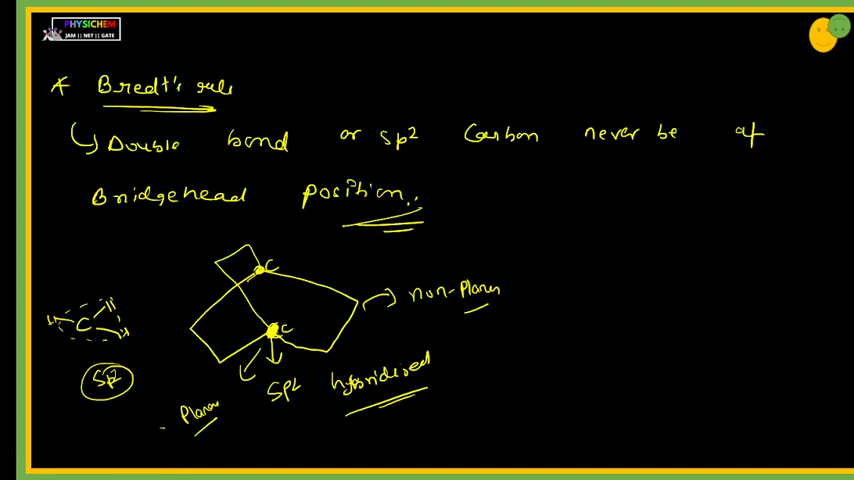 PHYSICHEM
JAM || NET || GATE
* Bredt's rule
↳ Double bond or sp² Carbon never be at
Bridgehead position..
C
non-Planar
H
C
H
H
C
sp²
sp² hybridized
Planar